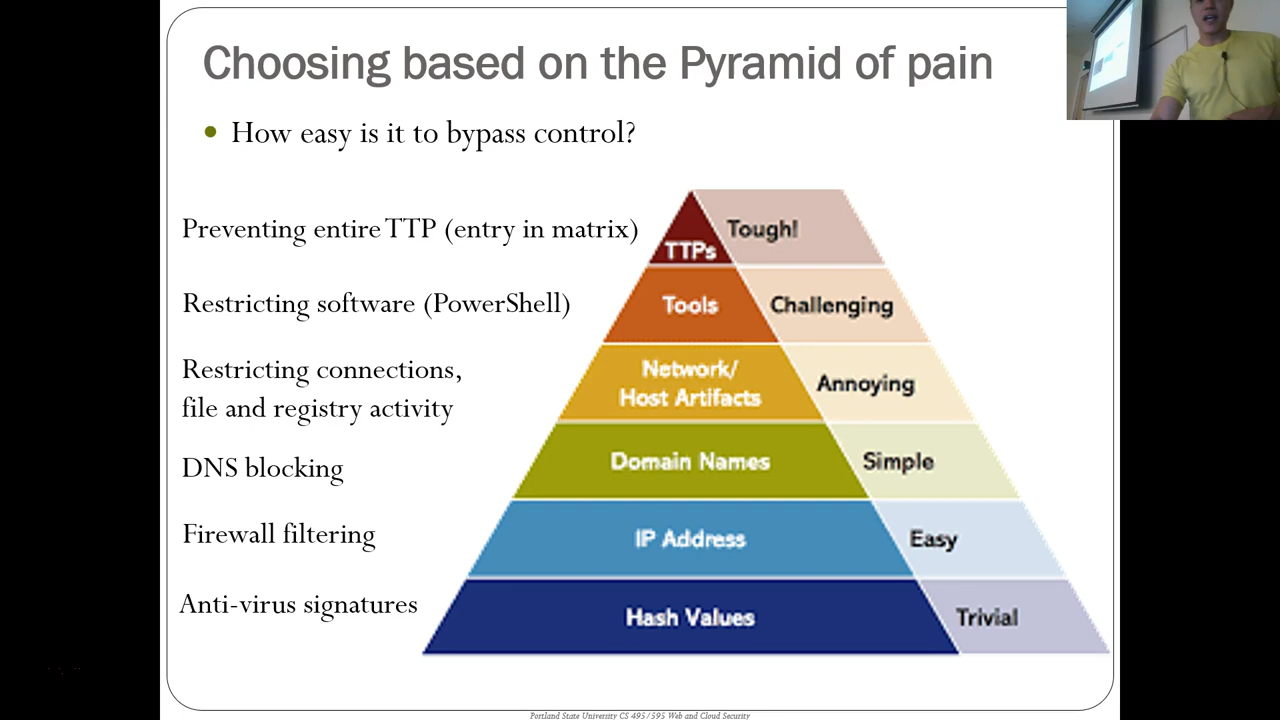 Choosing based on the Pyramid of pain
How easy is it to bypass control?
Preventing entire TTP (entry in matrix)
TTPs
Tough!
Restricting software (PowerShell)
Tools
Challenging
Restricting connections,
file and registry activity
Network/
Host Artifacts
Annoying
DNS blocking
Domain Names
Simple
Firewall filtering
IP Address
Easy
Anti-virus signatures
Hash Values
Trivial
Portland State University CS 495/595 Web and Cloud Security